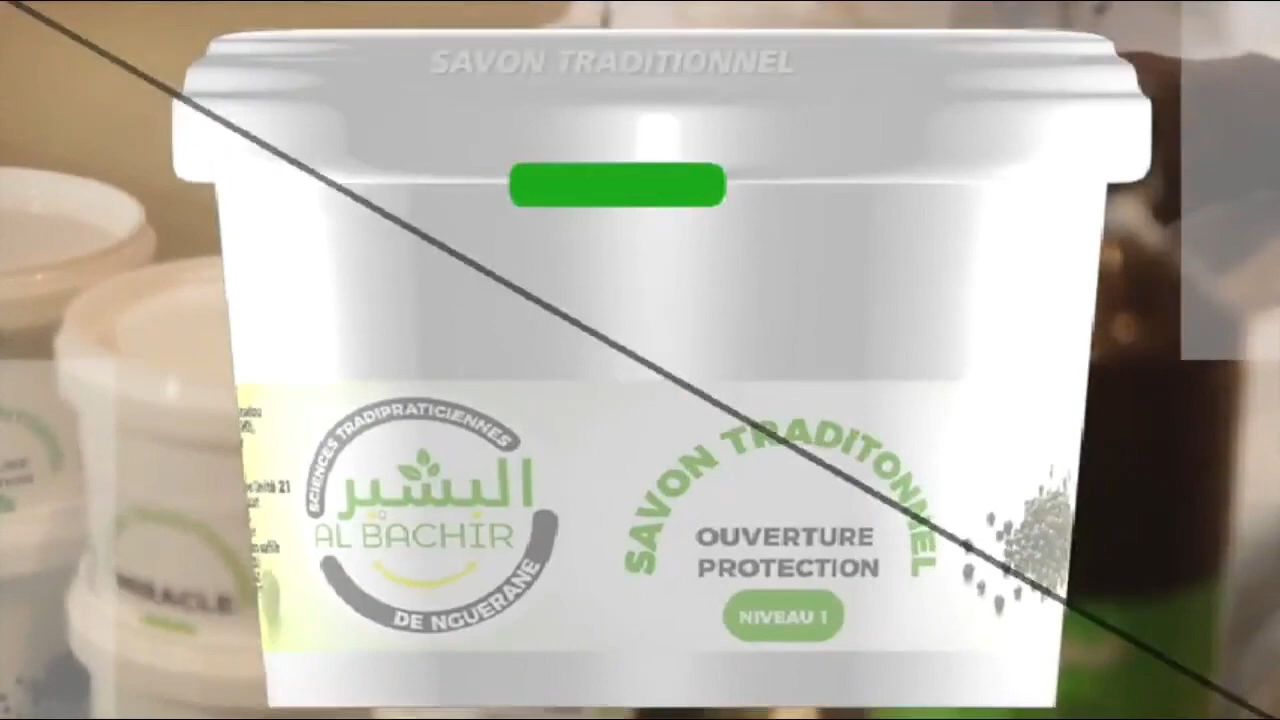 SAVON TRADITIONNEL
SCIENCES TRADIPRATICIENNES
البشير
AL BACHIR
DE NGUERANE
SAVON TRADITONNEL
OUVERTURE
PROTECTION
NIVEAU 1